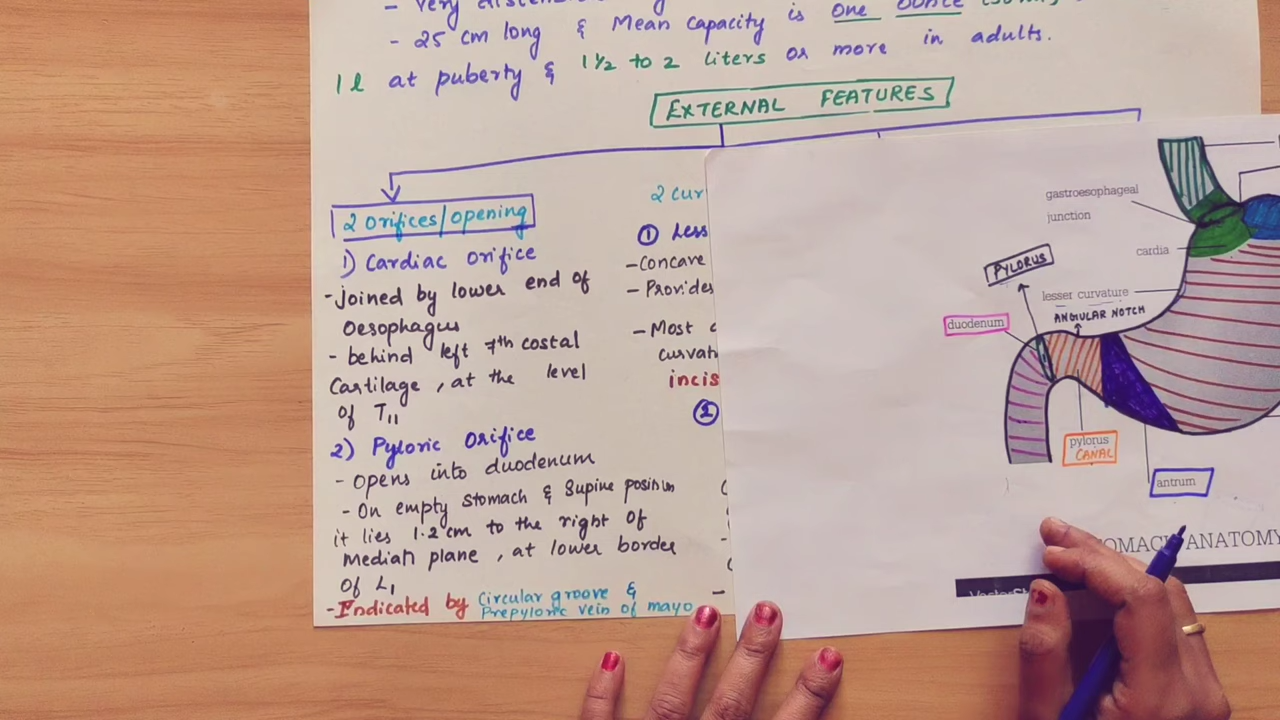 - Very
- 25 cm long & Mean capacity is one ounce
1 l at puberty & 1 1/2 to 2 liters or more in adults.
EXTERNAL FEATURES
2 Orifices/opening
1) Cardiac orifice
- joined by lower end of
Oesophagus
- behind left 7th costal
Cartilage, at the level
of T11
2) Pyloric Orifice
- Opens into duodenum
- On empty stomach & Supine position
it lies 1.2 cm to the right of
Median plane, at lower border
of L1
- Indicated by Circular groove &
Prepyloric vein of mayo
2 cur
① Less
- Concave
- Provides
- Most
curvat
incis
②
gastroesophageal
junction
cardia
PYLORUS
lesser curvature
ANGULAR NOTCH
duodenum
pylorus
CANAL
antrum
STOMACH ANATOMY